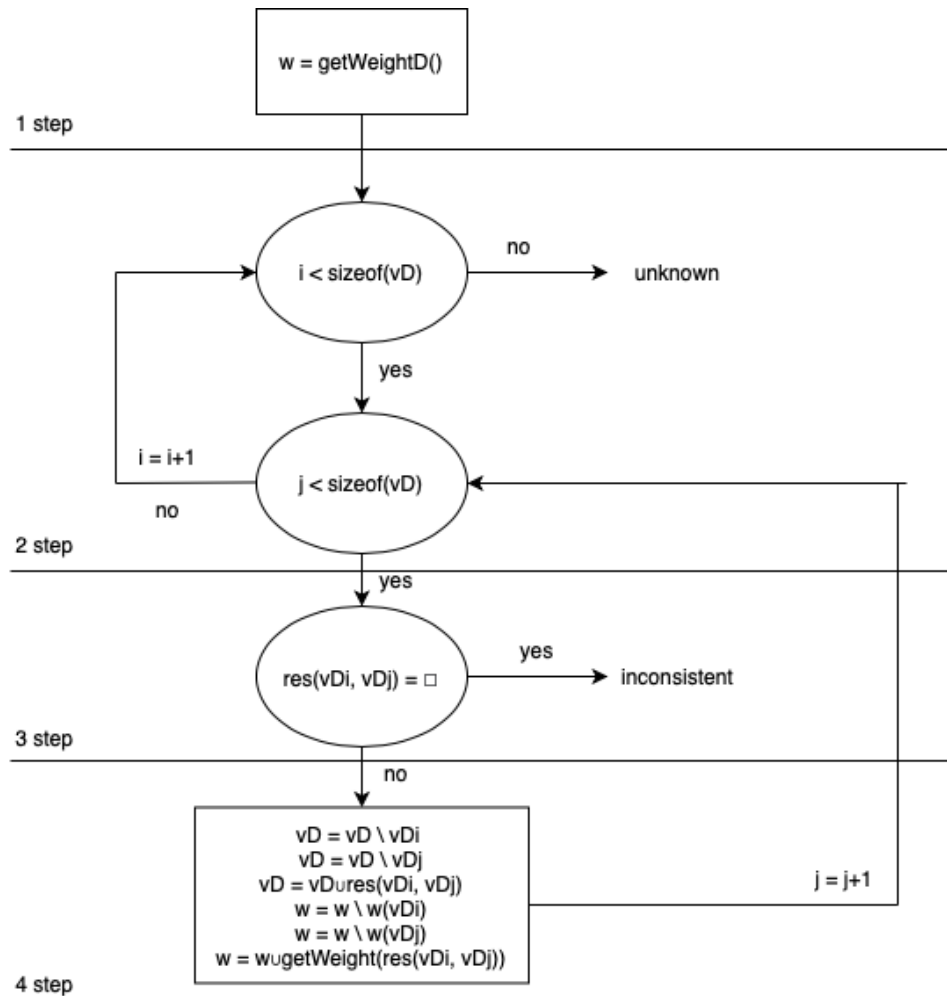 w = getWeightD()
1 step
i < sizeof(vD)
no
unknown
yes
i = i+1
j < sizeof(vD)
no
2 step
yes
res(vDi, vDj) = □
yes
inconsistent
3 step
no
vD = vD \ vDi
vD = vD \ vDj
vD = vD∪res(vDi, vDj)
w = w \ w(vDi)
w = w \ w(vDj)
w = w∪getWeight(res(vDi, vDj))
j = j+1
4 step